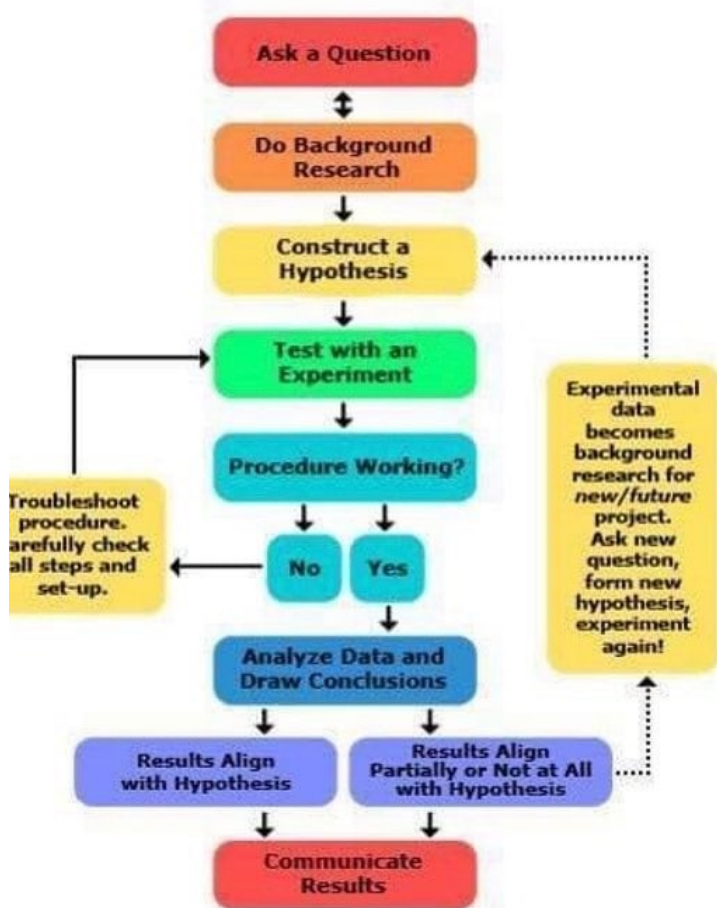 Ask a Question
Do Background
Research
Construct a
Hypothesis
Test with an
Experiment
Procedure Working?
No
Yes
Troubleshoot
procedure.
Carefully check
all steps and
set-up.
Experimental
data
becomes
background
research for
new/future
project.
Ask new
question,
form new
hypothesis,
experiment
again!
Analyze Data and
Draw Conclusions
Results Align
with Hypothesis
Results Align
Partially or Not at All
with Hypothesis
Communicate
Results